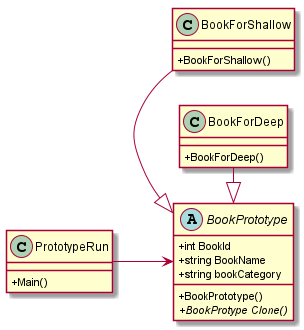 C BookForShallow
+BookForShallow()
C BookForDeep
+BookForDeep()
A BookPrototype
+int BookId
+string BookName
+string bookCategory
+BookPrototype()
+BookProtype Clone()
C PrototypeRun
+Main()